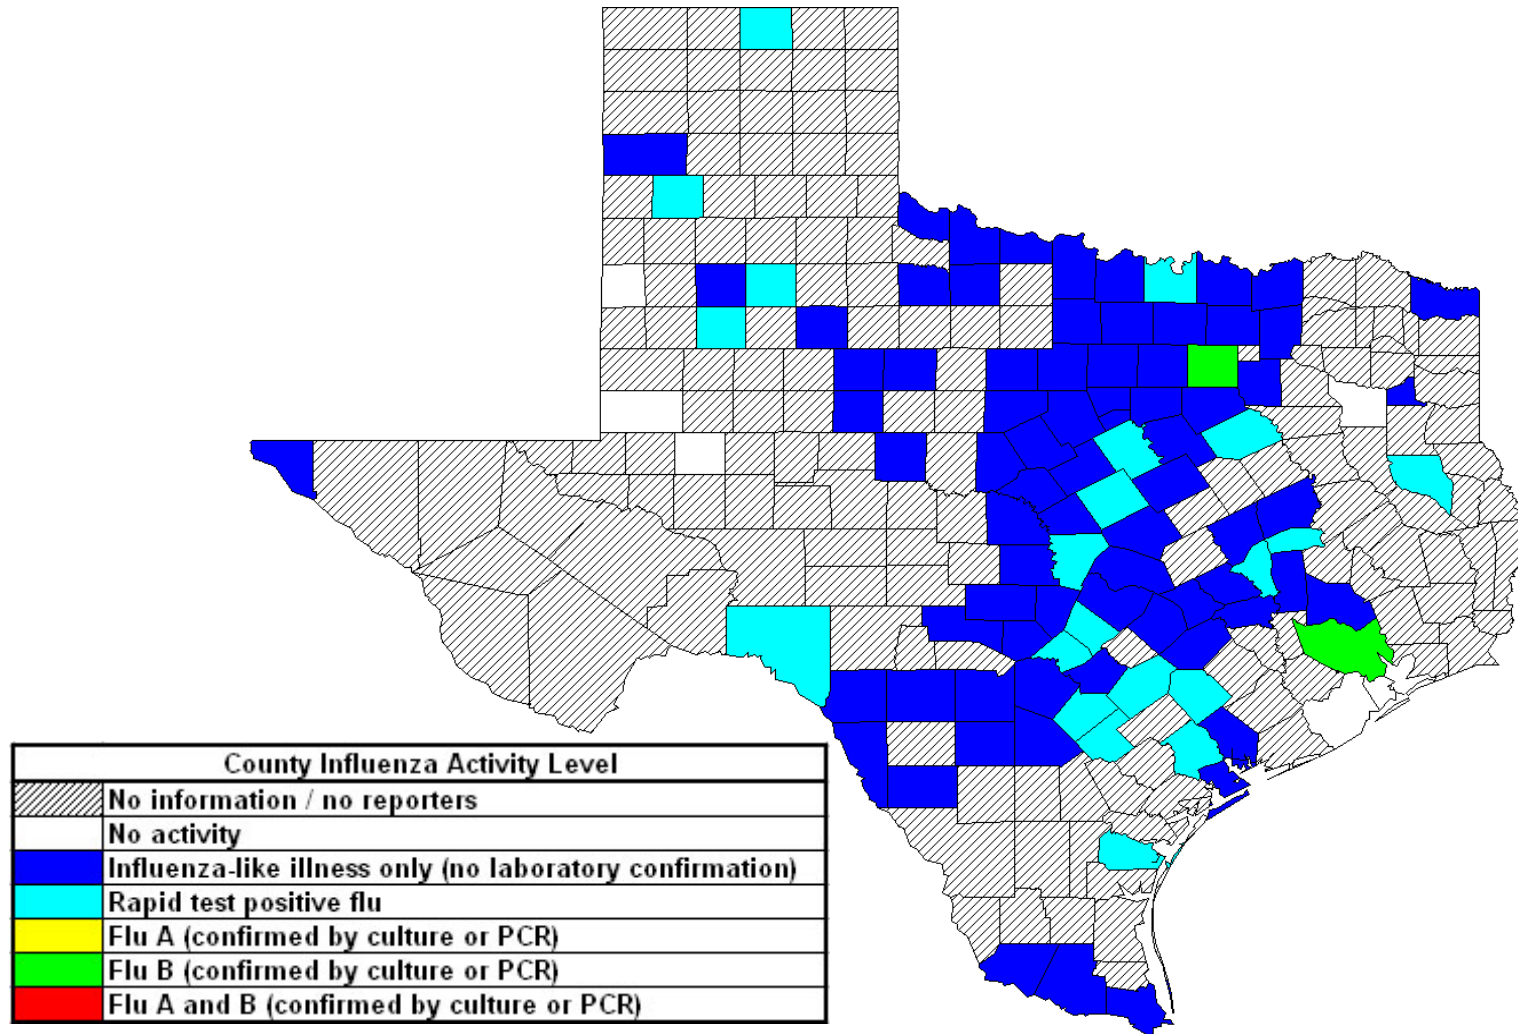 County Influenza Activity Level
No information / no reporters
No activity
Influenza-like illness only (no laboratory confirmation)
Rapid test positive flu
Flu A (confirmed by culture or PCR)
Flu B (confirmed by culture or PCR)
Flu A and B (confirmed by culture or PCR)